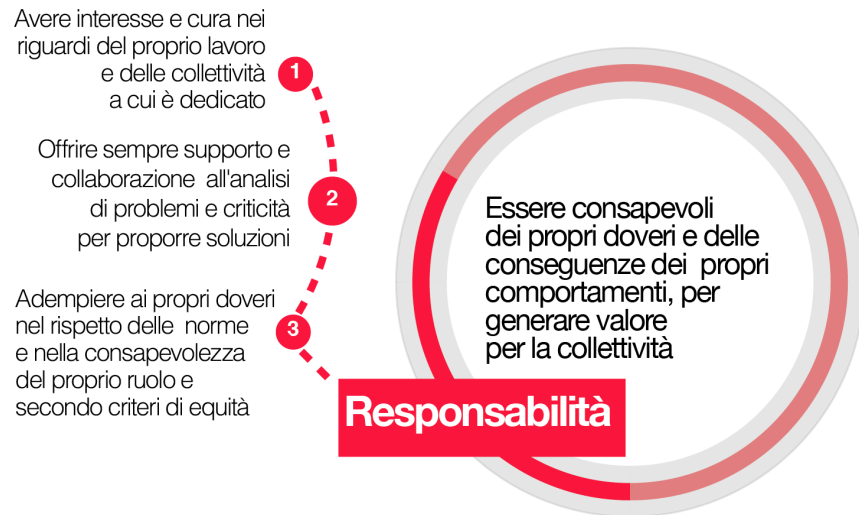 Avere interesse e cura nei
riguardi del proprio lavoro
e delle collettività
a cui è dedicato
1
Offrire sempre supporto e
collaborazione all'analisi
di problemi e criticità
per proporre soluzioni
2
Adempiere ai propri doveri
nel rispetto delle norme
e nella consapevolezza
del proprio ruolo e
secondo criteri di equità
3
Essere consapevoli
dei propri doveri e delle
conseguenze dei propri
comportamenti, per
generare valore
per la collettività
Responsabilità